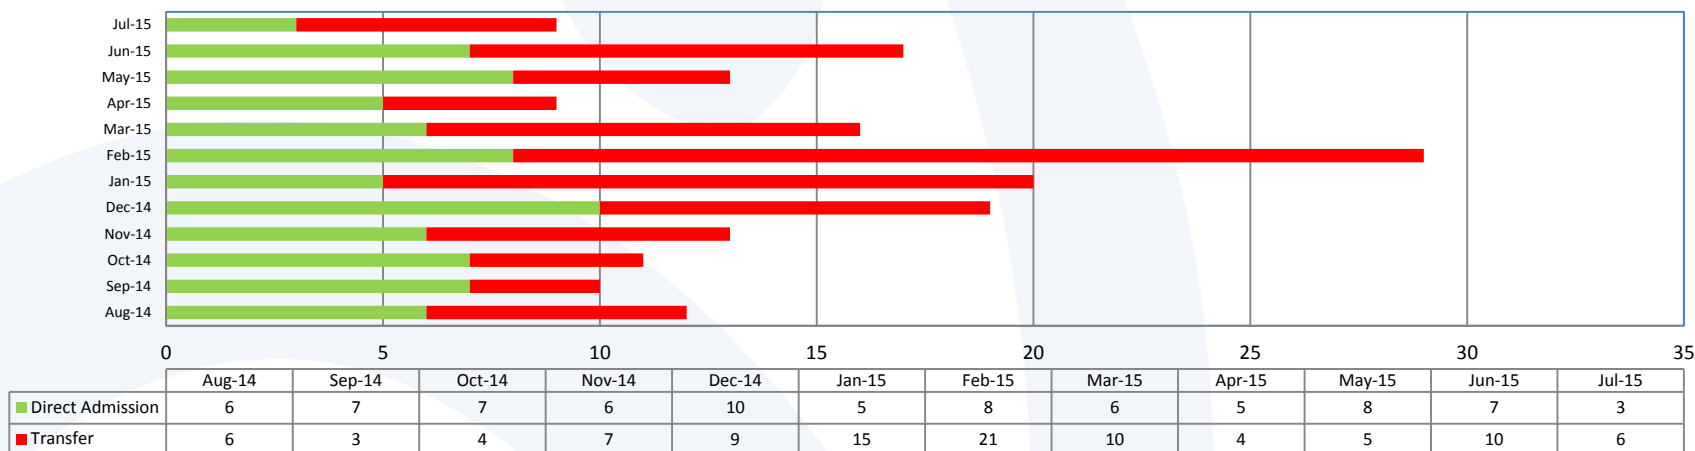 Jul-15
Jun-15
May-15
Apr-15
Mar-15
Feb-15
Jan-15
Dec-14
Nov-14
Oct-14
Sep-14
Aug-14
0 5 10 15 20 25 30 35
Aug-14 Sep-14 Oct-14 Nov-14 Dec-14 Jan-15 Feb-15 Mar-15 Apr-15 May-15 Jun-15 Jul-15
Direct Admission 6 7 7 6 10 5 8 6 5 8 7 3
Transfer 6 3 4 7 9 15 21 10 4 5 10 6